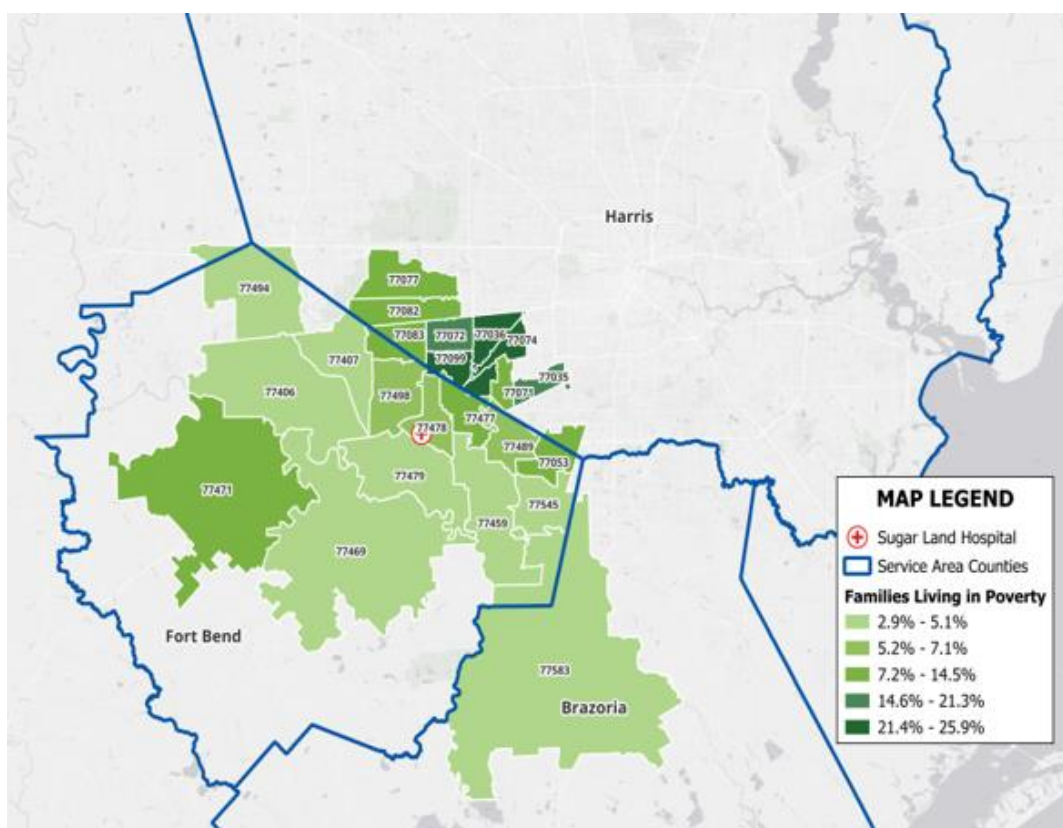 Harris
77494
77077
77082
77083
77072
77036
77074
77099
77407
77035
77071
77406
77498
77477
77478
77489
77053
77479
77471
77545
77459
77469
Fort Bend
77583
Brazoria
MAP LEGEND
Sugar Land Hospital
Service Area Counties
Families Living in Poverty
2.9% - 5.1%
5.2% - 7.1%
7.2% - 14.5%
14.6% - 21.3%
21.4% - 25.9%